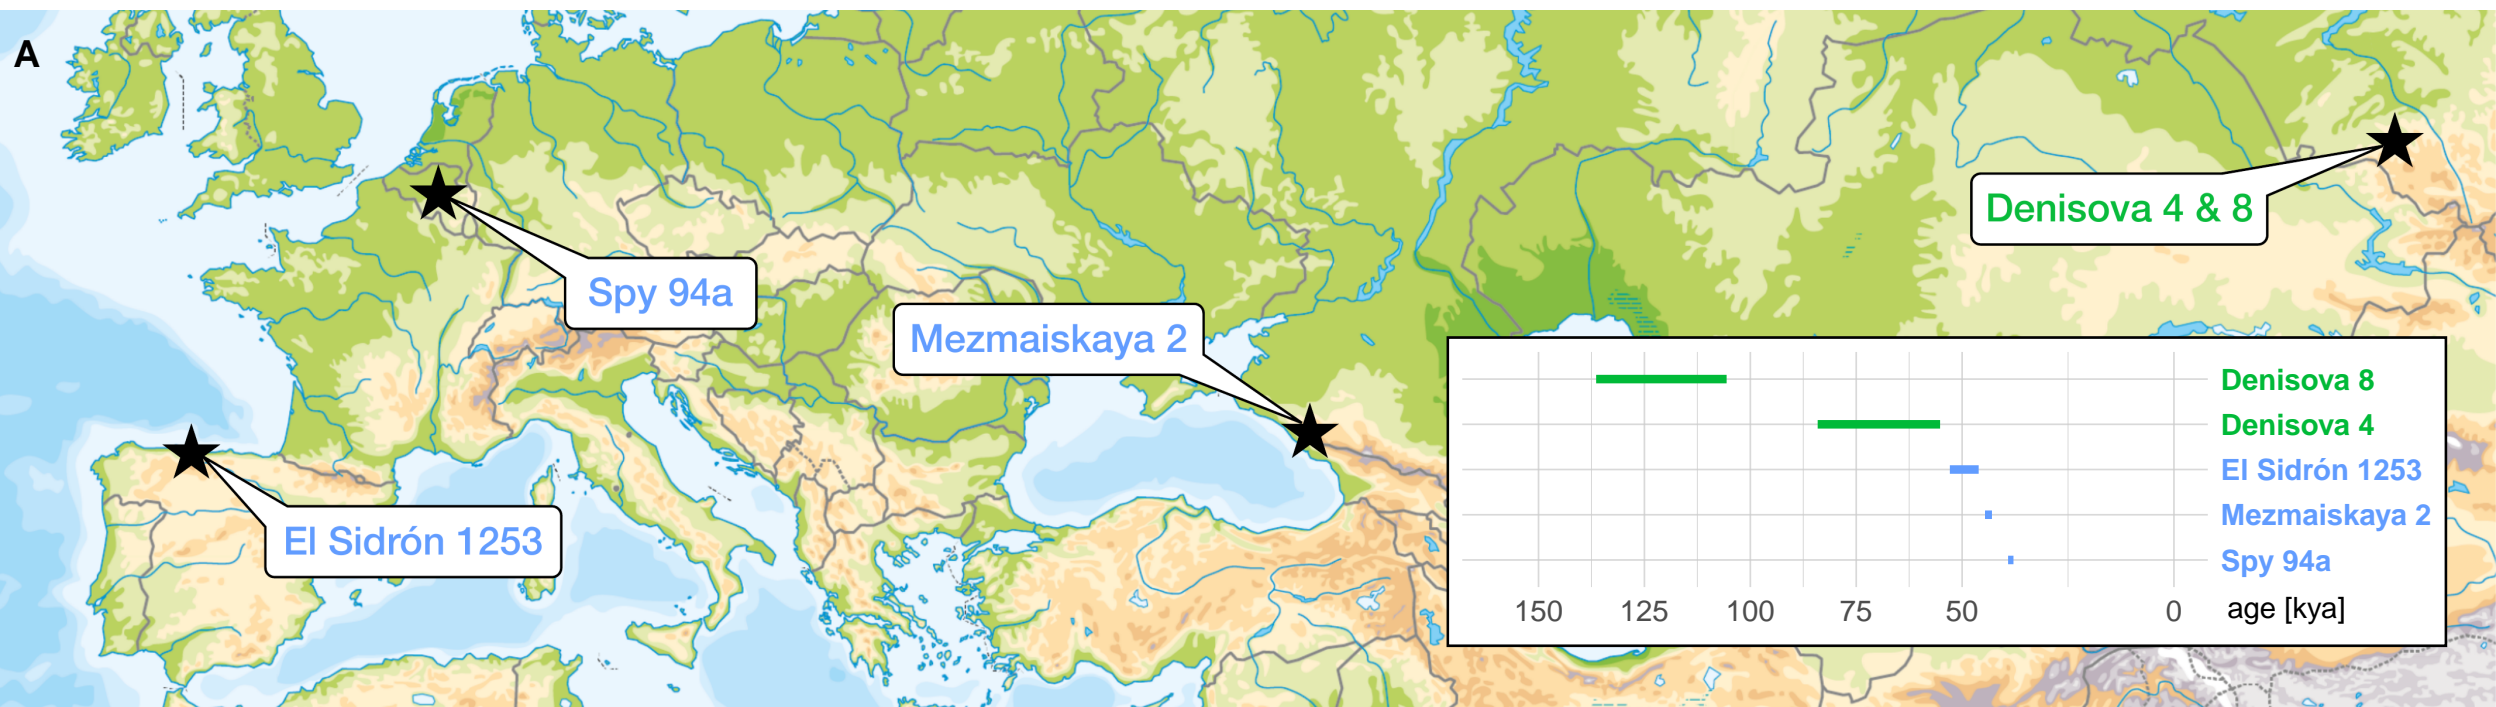 A
Spy 94a
Mezmaiskaya 2
El Sidrón 1253
Denisova 4 & 8
Denisova 8
Denisova 4
El Sidrón 1253
Mezmaiskaya 2
Spy 94a
150 125 100 75 50 0 age [kya]